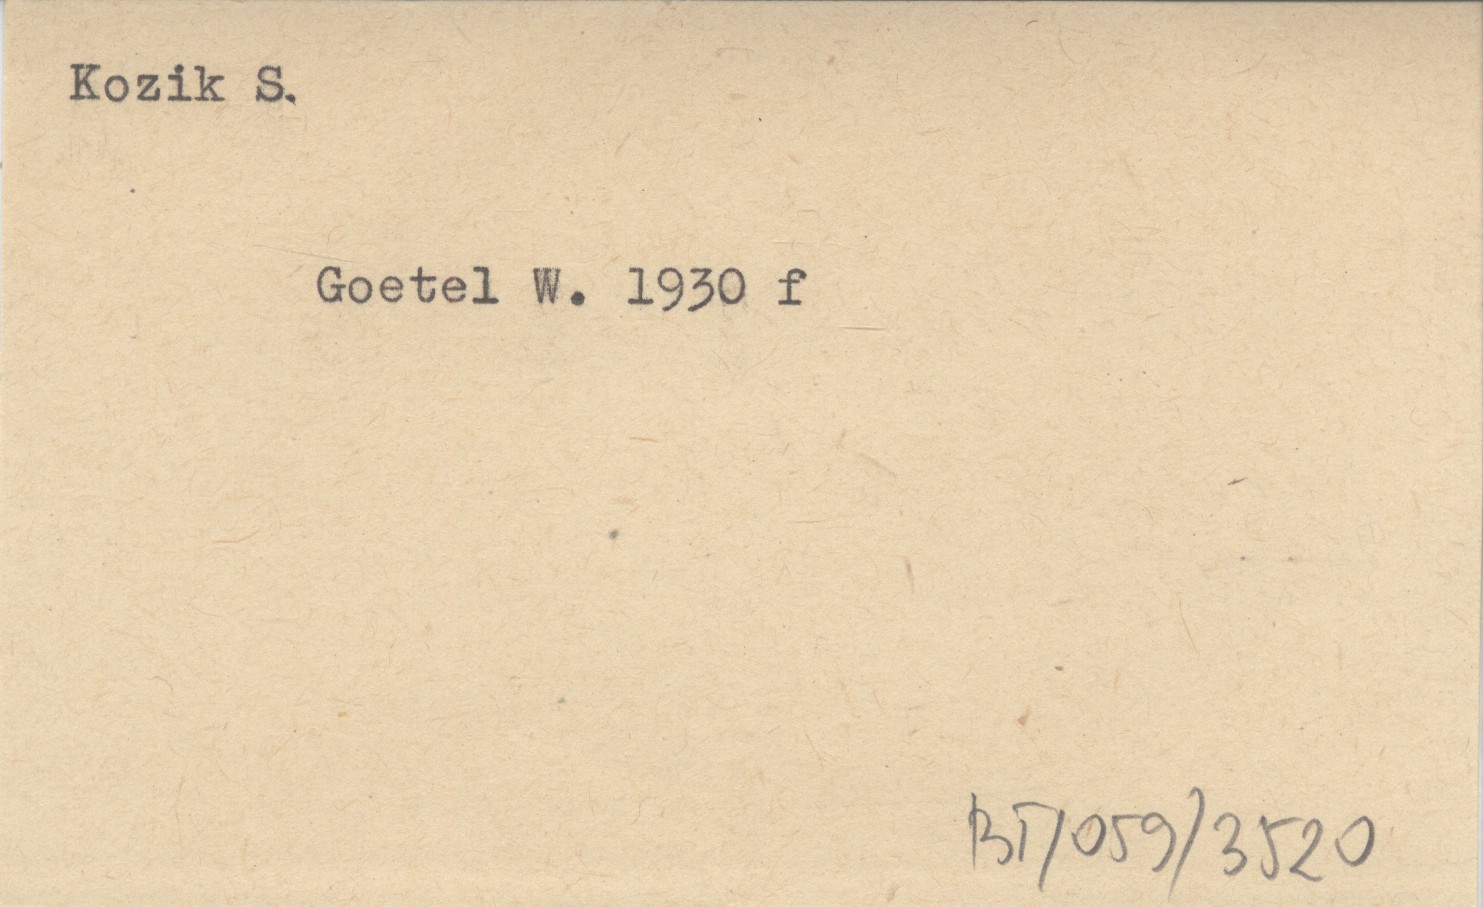 Kozik S.
Goetel W. 1930 f
BT/059/3520